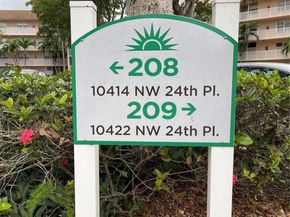 ← 208
10414 NW 24th Pl.
209 →
10422 NW 24th Pl.